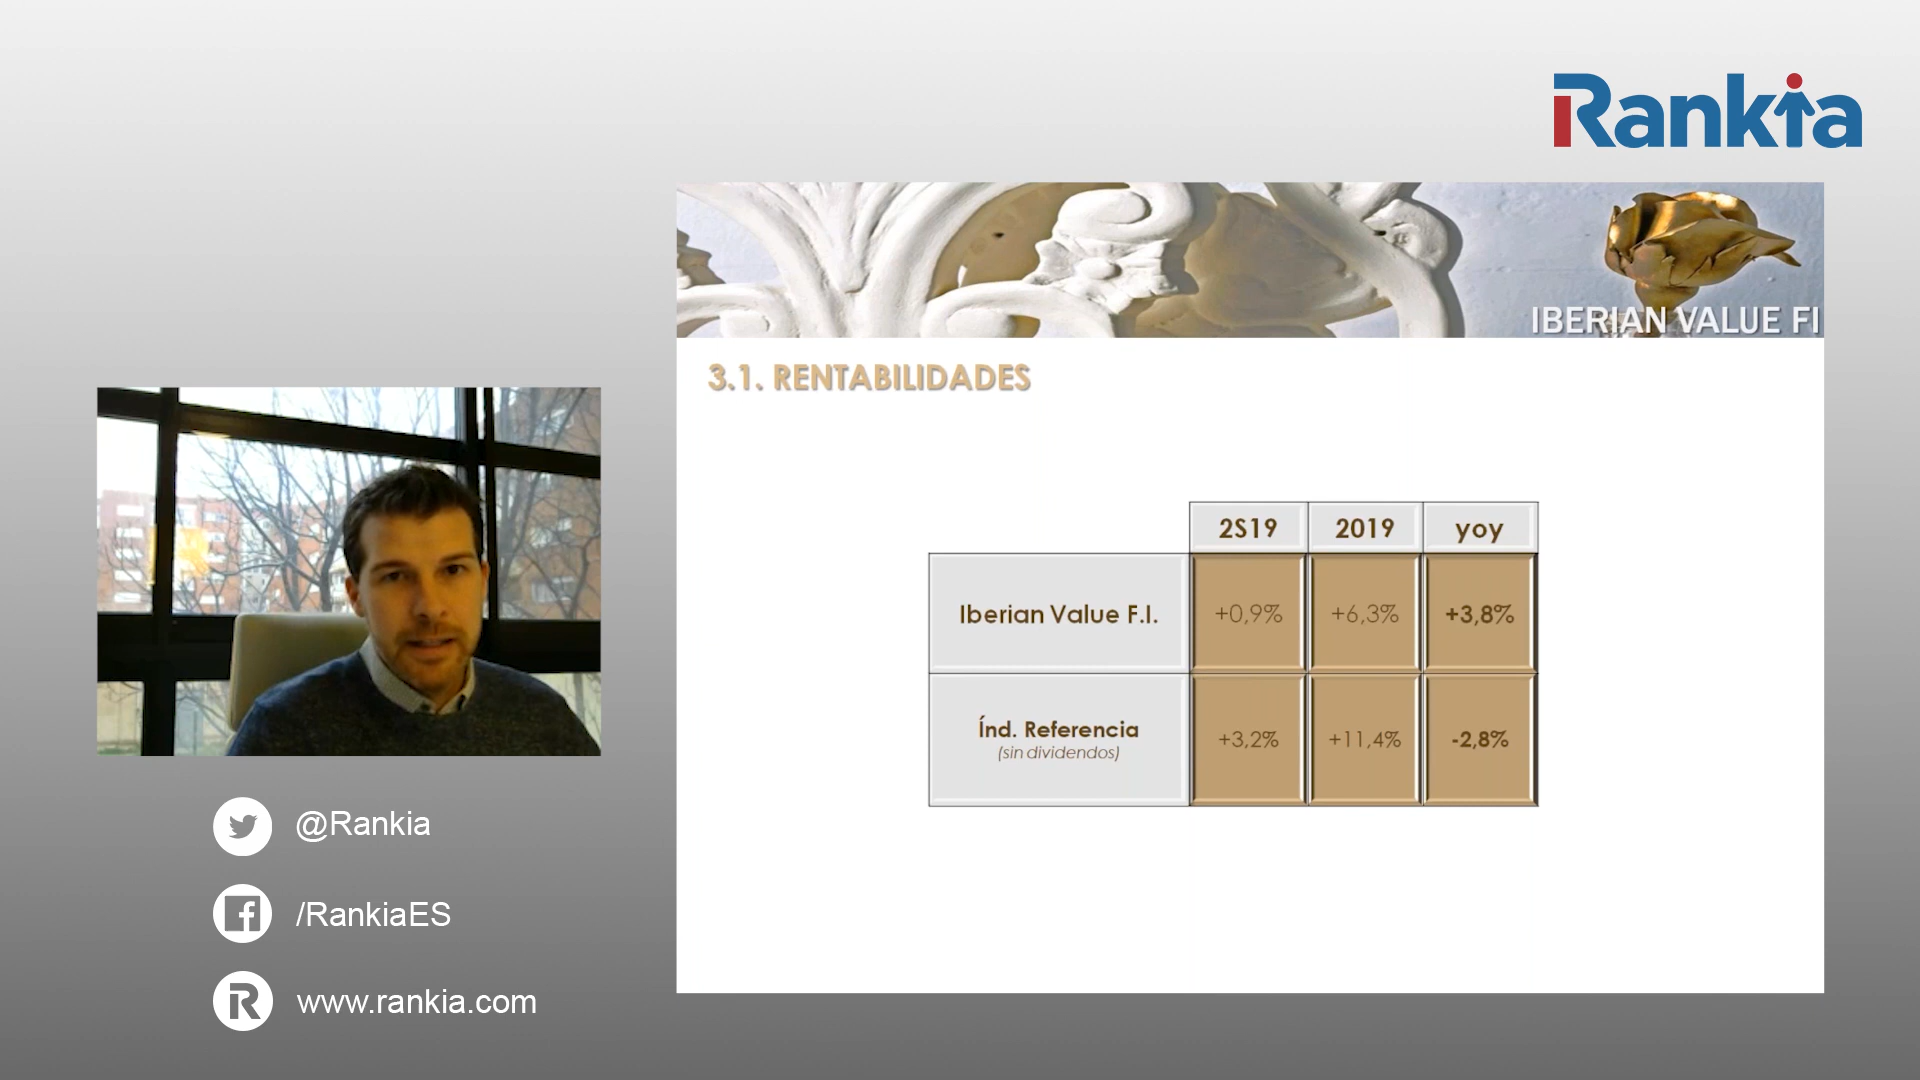 Rankia
IBERIAN VALUE FI
3.1. RENTABILIDADES
2S19 2019 yoy
Iberian Value F.I. +0,9% +6,3% +3,8%
Índ. Referencia +3,2% +11,4% -2,8%
(sin dividendos)
@Rankia
/RankiaES
www.rankia.com